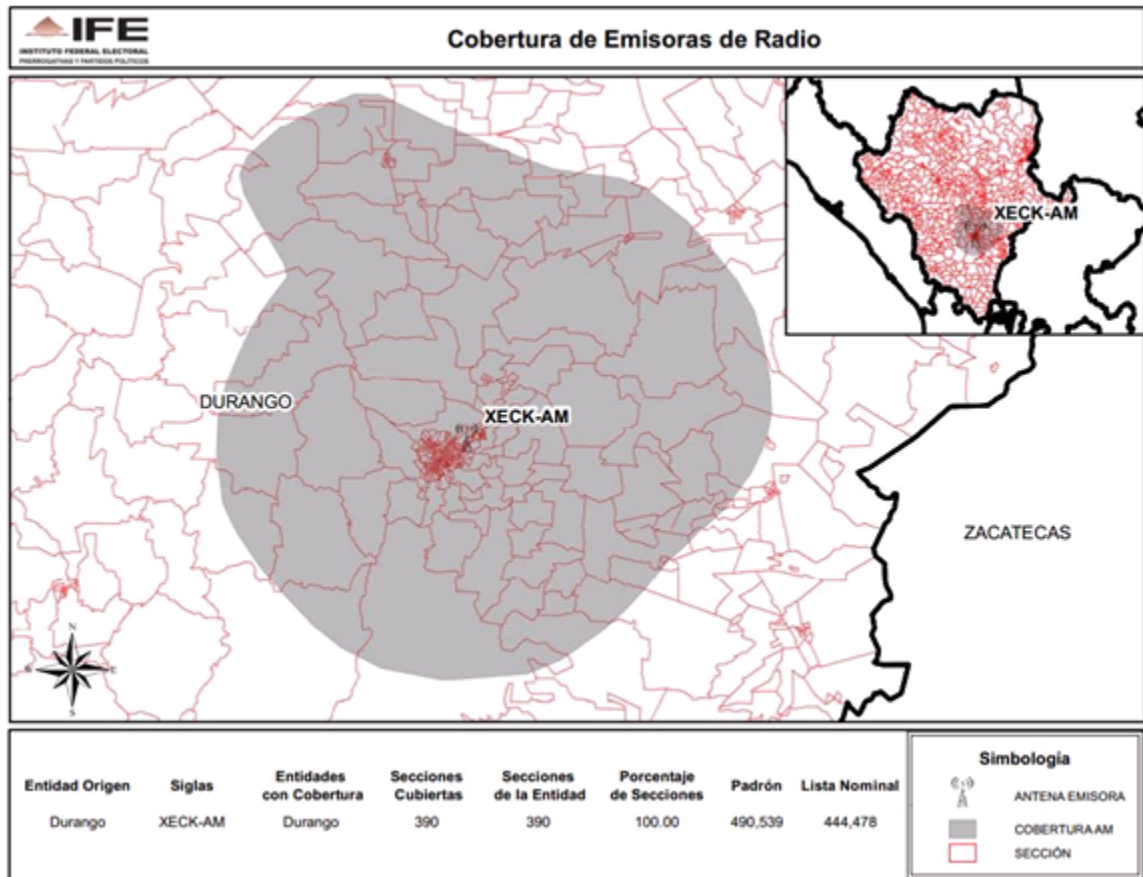 IFE
INSTITUTO FEDERAL ELECTORAL
PRERROGATIVAS Y PARTIDOS POLÍTICOS
Cobertura de Emisoras de Radio
XECK-AM
DURANGO
XECK-AM
ZACATECAS
N
E
S
Entidad Origen Siglas Entidades con Cobertura Secciones Cubiertas Secciones de la Entidad Porcentaje de Secciones Padrón Lista Nominal
Durango XECK-AM Durango 390 390 100.00 490,539 444,478
Simbología
ANTENA EMISORA
COBERTURA AM
SECCIÓN